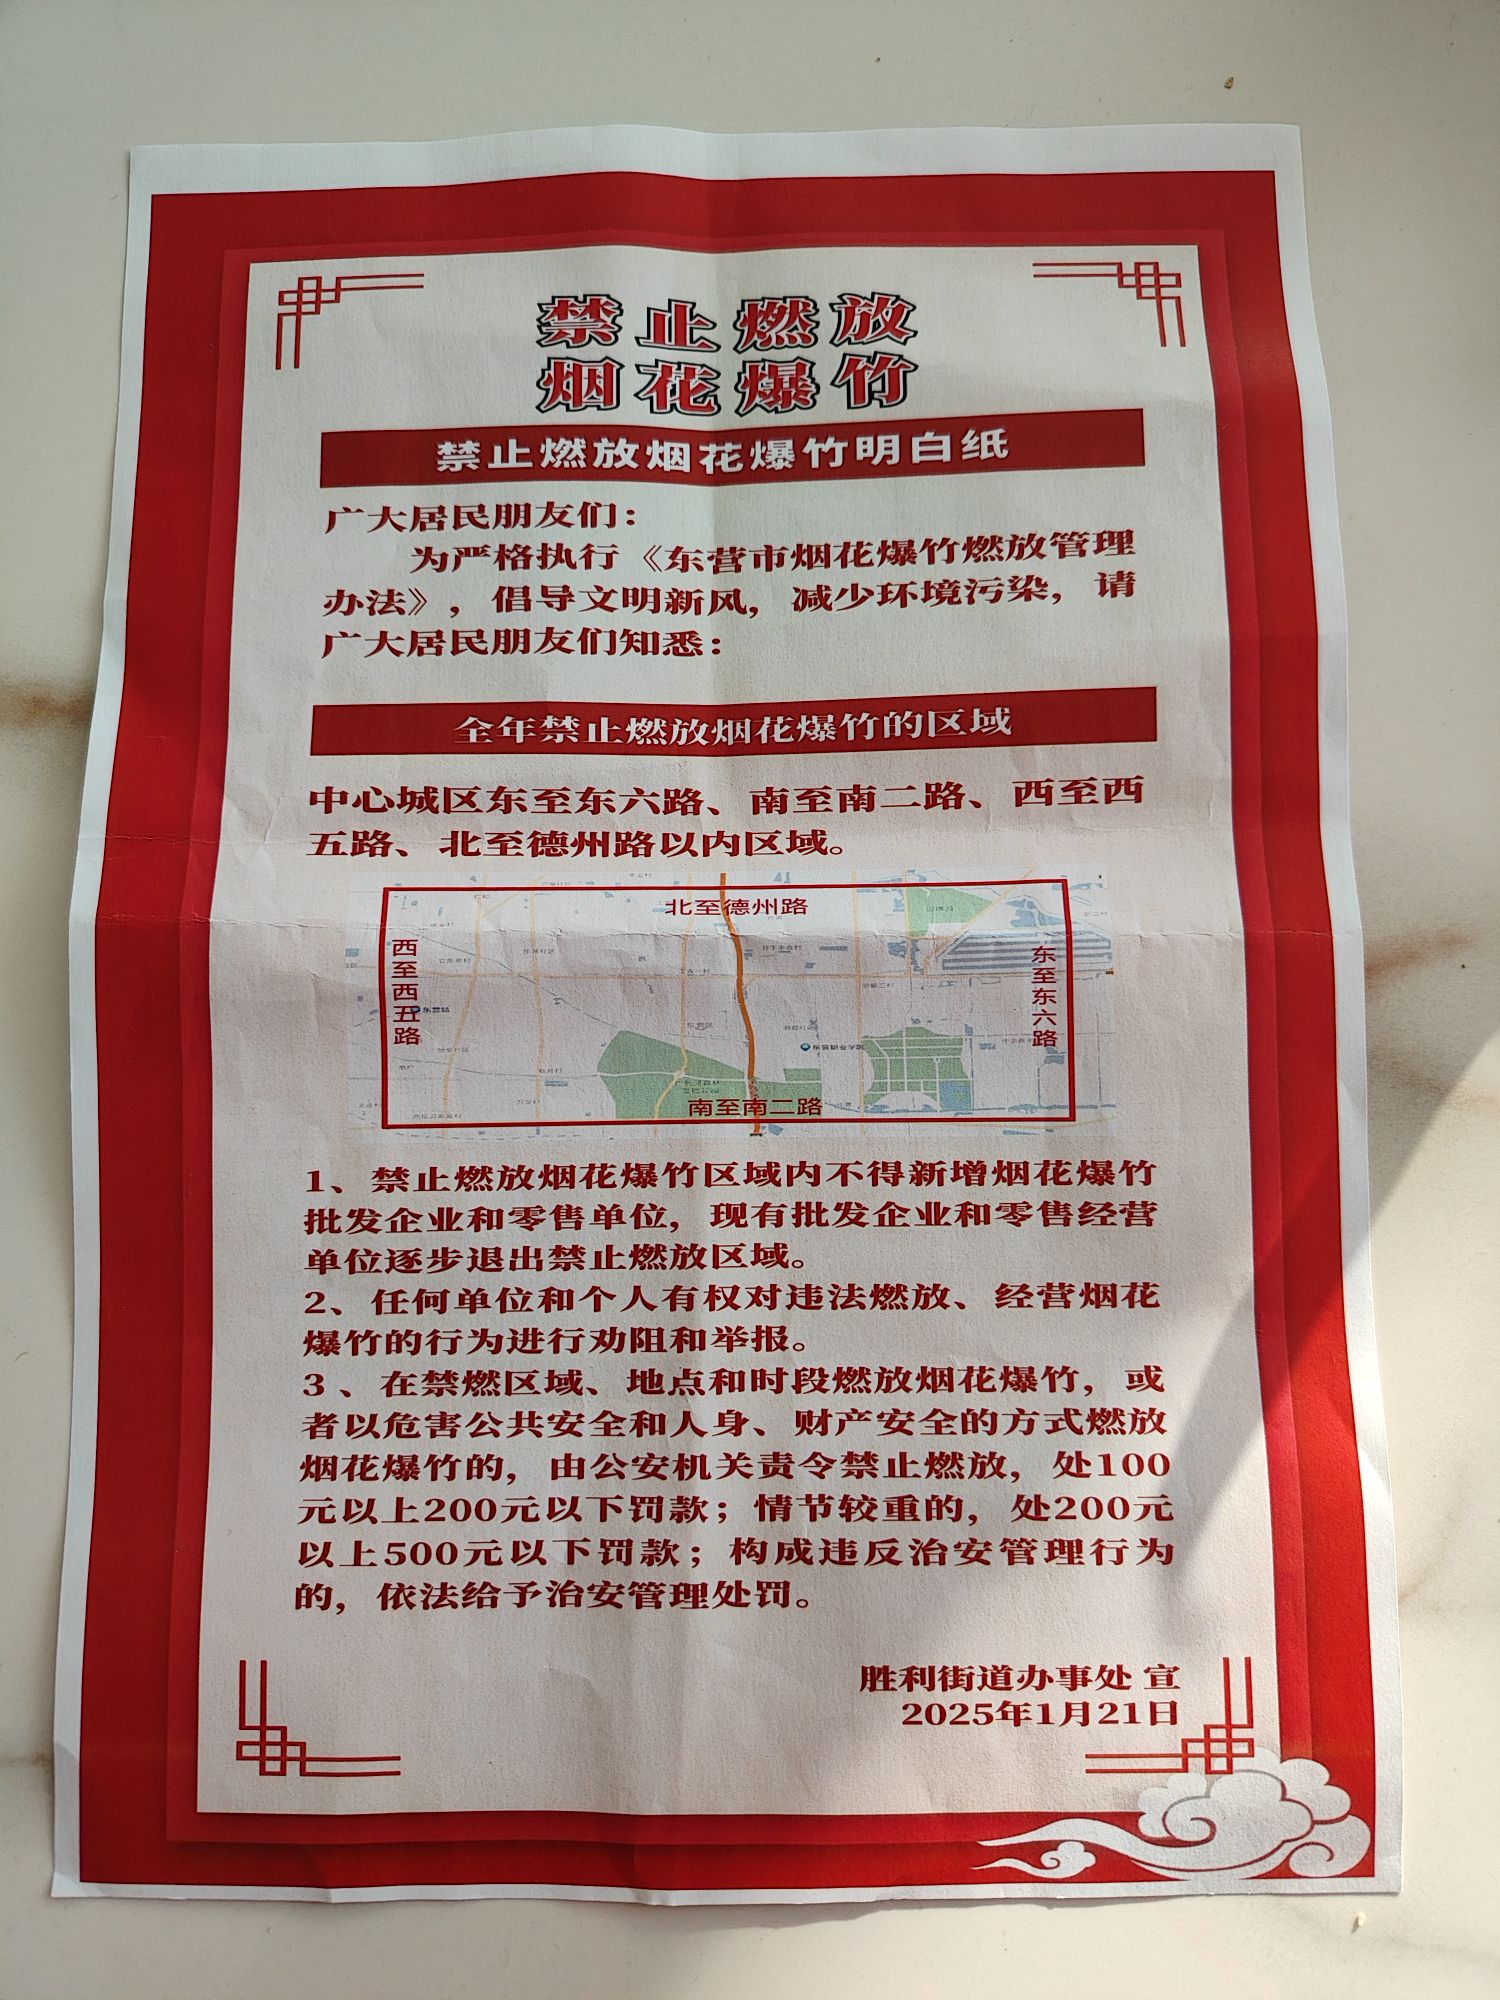 禁止燃放
烟花爆竹
禁止燃放烟花爆竹明白纸
广大居民朋友们：
为严格执行《东营市烟花爆竹燃放管理
办法》，倡导文明新风，减少环境污染，请
广大居民朋友们知悉：
全年禁止燃放烟花爆竹的区域
中心城区东至东六路、南至南二路、西至西
五路、北至德州路以内区域。
北至德州路
西至西五路
东至东六路
东营站
东营区
东营职业学院
南至南二路
1、禁止燃放烟花爆竹区域内不得新增烟花爆竹
批发企业和零售单位，现有批发企业和零售经营
单位逐步退出禁止燃放区域。
2、任何单位和个人有权对违法燃放、经营烟花
爆竹的行为进行劝阻和举报。
3、在禁燃区域、地点和时段燃放烟花爆竹，或
者以危害公共安全和人身、财产安全的方式燃放
烟花爆竹的，由公安机关责令禁止燃放，处100
元以上200元以下罚款；情节较重的，处200元
以上500元以下罚款；构成违反治安管理行为
的，依法给予治安管理处罚。
胜利街道办事处 宣
2025年1月21日